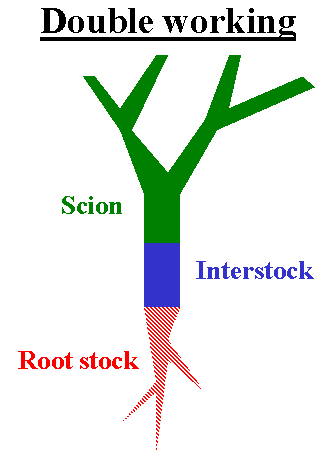 Double working
Scion
Interstock
Root stock